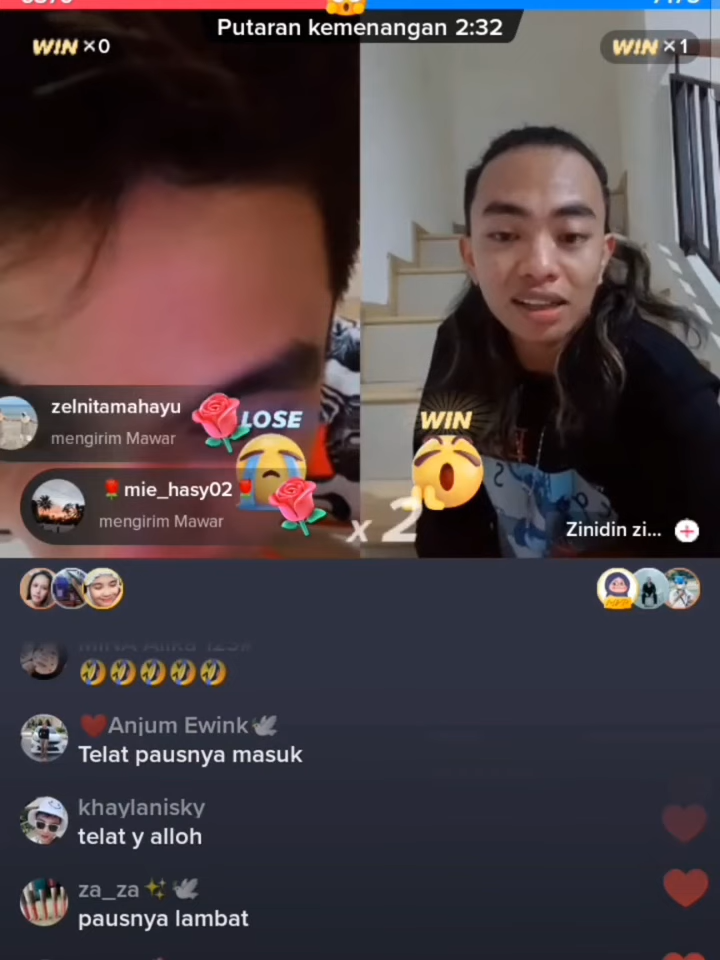 Putaran kemenangan 2:32
WIN ×0
WIN ×1
zelnitamahayu
mengirim Mawar
LOSE
WIN
mie_hasy02
mengirim Mawar
x 2
Zinidin zi...
Anjum Ewink
Telat pausnya masuk
khaylanisky
telat y alloh
za_za
pausnya lambat